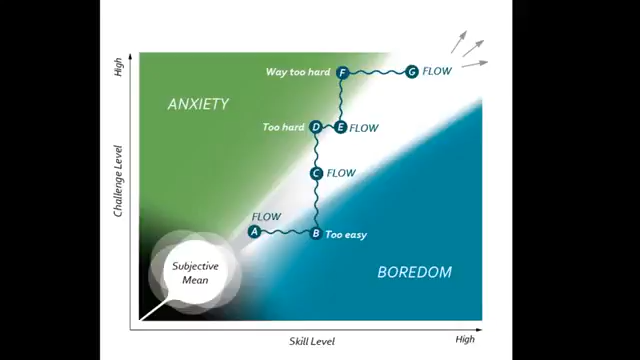 High
Way too hard
F
G
FLOW
ANXIETY
Too hard
D
E
FLOW
Challenge Level
C
FLOW
FLOW
A
B
Too easy
Subjective
Mean
BOREDOM
Skill Level
High